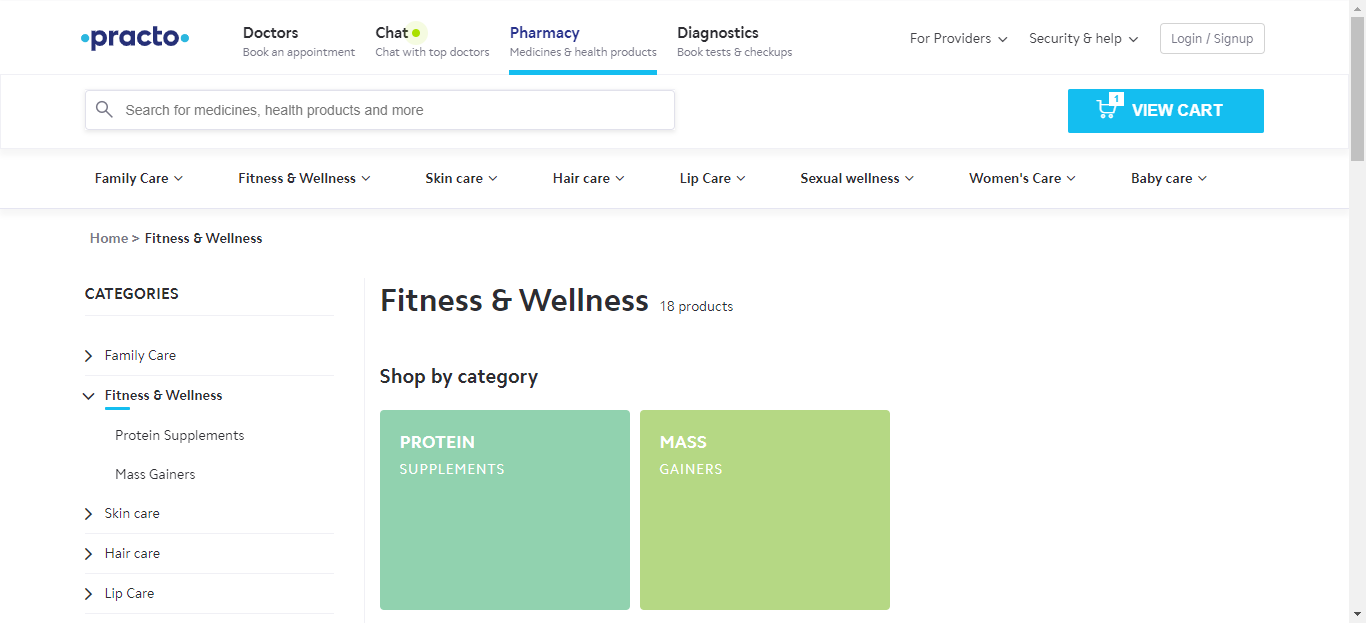 practo
Doctors
Book an appointment
Chat
Chat with top doctors
Pharmacy
Medicines & health products
Diagnostics
Book tests & checkups
For Providers
Security & help
Login / Signup
Search for medicines, health products and more
1
VIEW CART
Family Care
Fitness & Wellness
Skin care
Hair care
Lip Care
Sexual wellness
Women's Care
Baby care
Home > Fitness & Wellness
CATEGORIES
Family Care
Fitness & Wellness
Protein Supplements
Mass Gainers
Skin care
Hair care
Lip Care
Fitness & Wellness 18 products
Shop by category
PROTEIN
SUPPLEMENTS
MASS
GAINERS